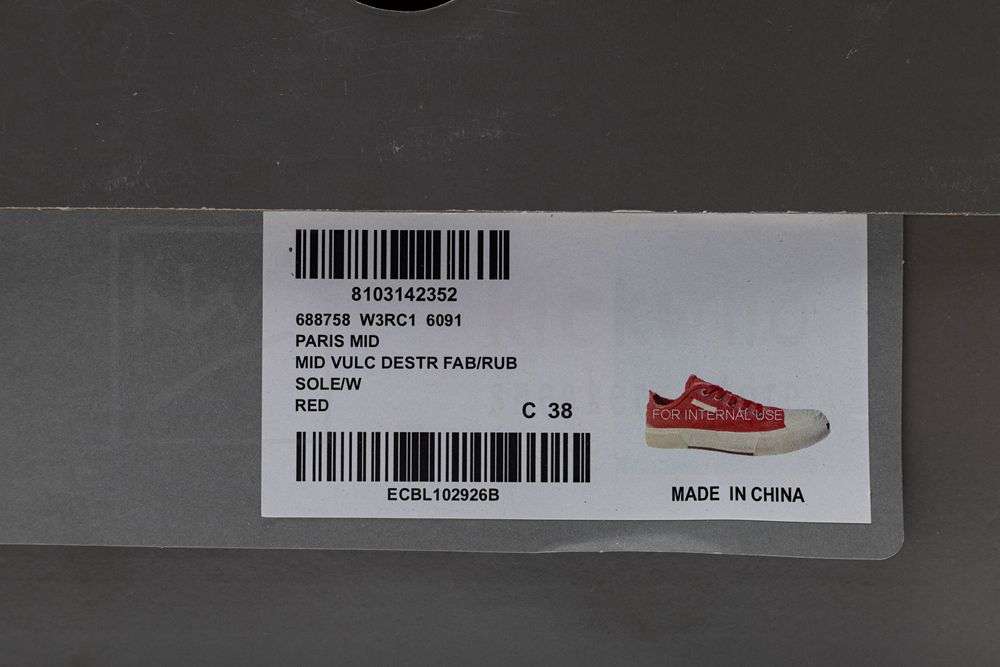 8103142352
688758 W3RC1 6091
PARIS MID
MID VULC DESTR FAB/RUB
SOLE/W
RED
C 38
ECBL102926B
FOR INTERNAL USE
MADE IN CHINA